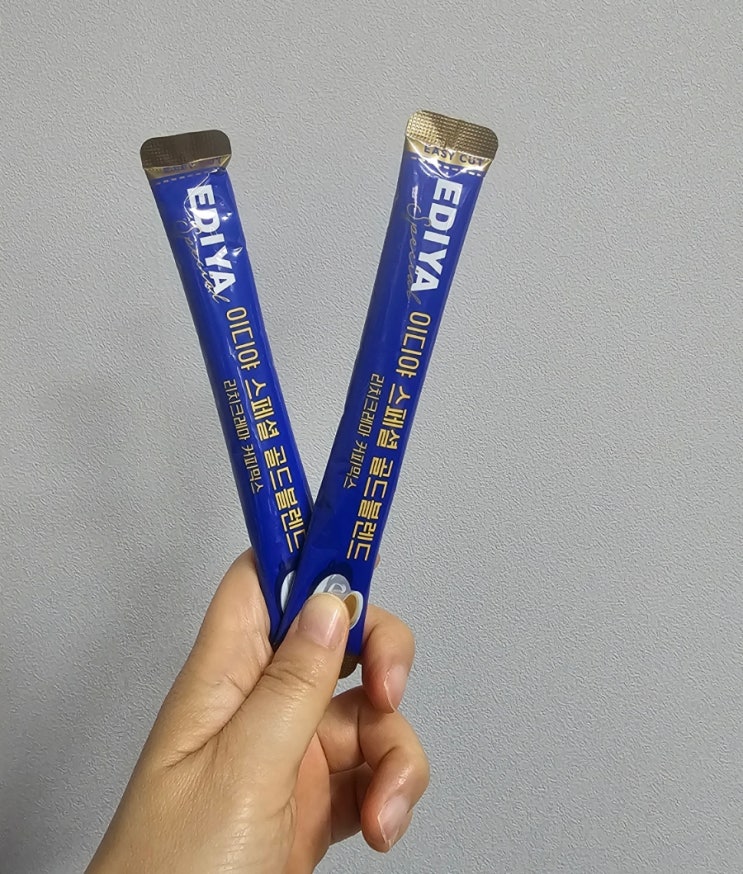 EDIYA
Special
이디야 스페셜 골드블렌드
리치크레마 커피믹스
EASY CUT
EDIYA
Special
이디야 스페셜 골드블렌드
리치크레마 커피믹스